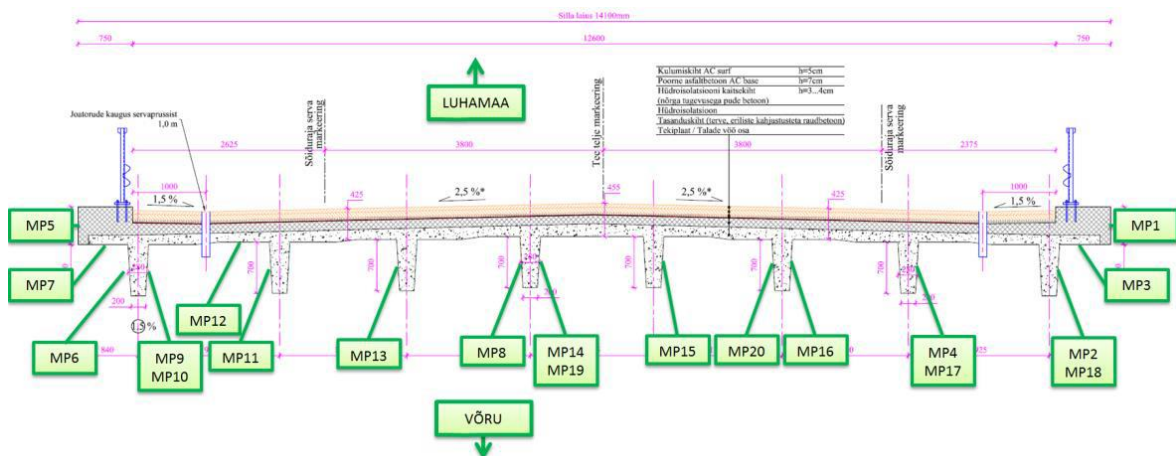 Silla laius 14100mm
750
12600
750
LUHAMAA
Kulumiskiht AC surf h=5cm
Poorne asfaltbetoon AC base h=7cm
Hüdroisolatsiooni kaitsekiht h=3...4cm
(nõrga tugevusega pude betoon)
Hüdroisolatsioon
Tasanduskiht (terve, eriliste kahjustusteta raudbetoon)
Tekiplaat / Talade vöö osa
Joatorude kaugus servaprussist
1,0 m
Sõiduraja serva
markeering
Tee telje markeering
Sõiduraja serva
markeering
2625
3800
3800
2375
1000
1,5 %
425
2,5 %*
455
2,5 %*
425
1,5 %
1000
MP5
MP1
MP7
MP3
700
700
700
700
700
700
200
1,5 %
MP12
MP6
MP9
MP10
MP11
MP13
MP8
MP14
MP19
MP15
MP20
MP16
MP4
MP17
MP2
MP18
840
VÕRU